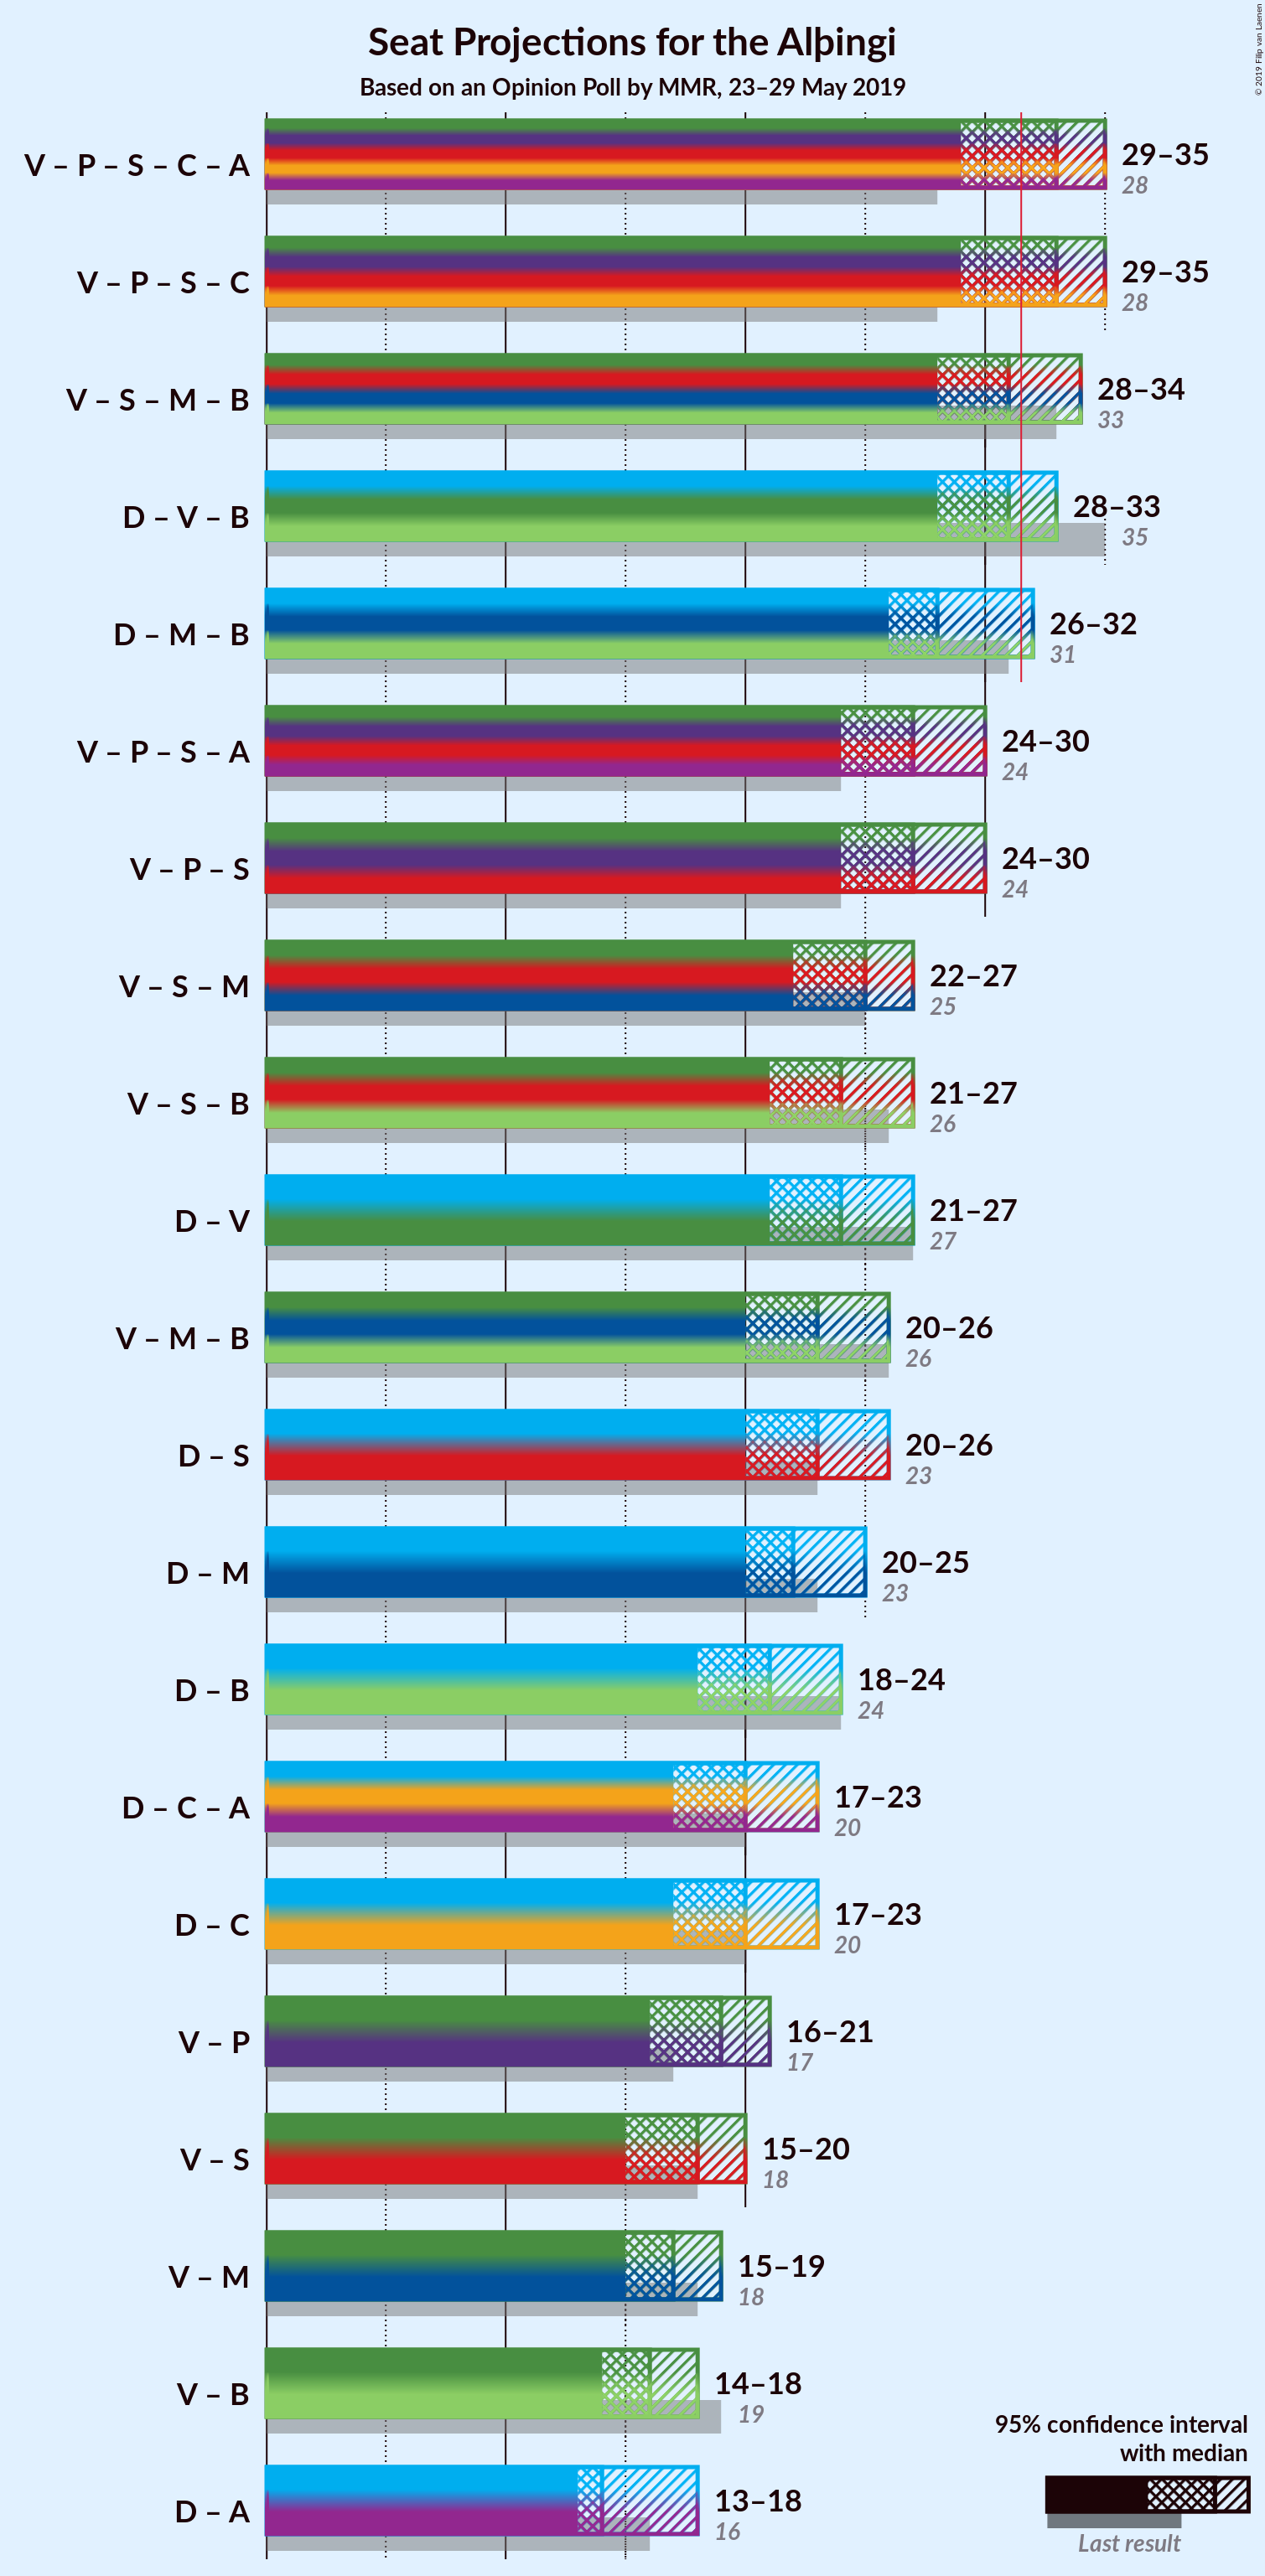 Seat Projections for the Alþingi
Based on an Opinion Poll by MMR, 23–29 May 2019
© 2019 Filip van Laenen
V – P – S – C – A
29–35
28
V – P – S – C
29–35
28
V – S – M – B
28–34
33
D – V – B
28–33
35
D – M – B
26–32
31
V – P – S – A
24–30
24
V – P – S
24–30
24
V – S – M
22–27
25
V – S – B
21–27
26
D – V
21–27
27
V – M – B
20–26
26
D – S
20–26
23
D – M
20–25
23
D – B
18–24
24
D – C – A
17–23
20
D – C
17–23
20
V – P
16–21
17
V – S
15–20
18
V – M
15–19
18
V – B
14–18
19
D – A
13–18
16
95% confidence interval
with median
Last result